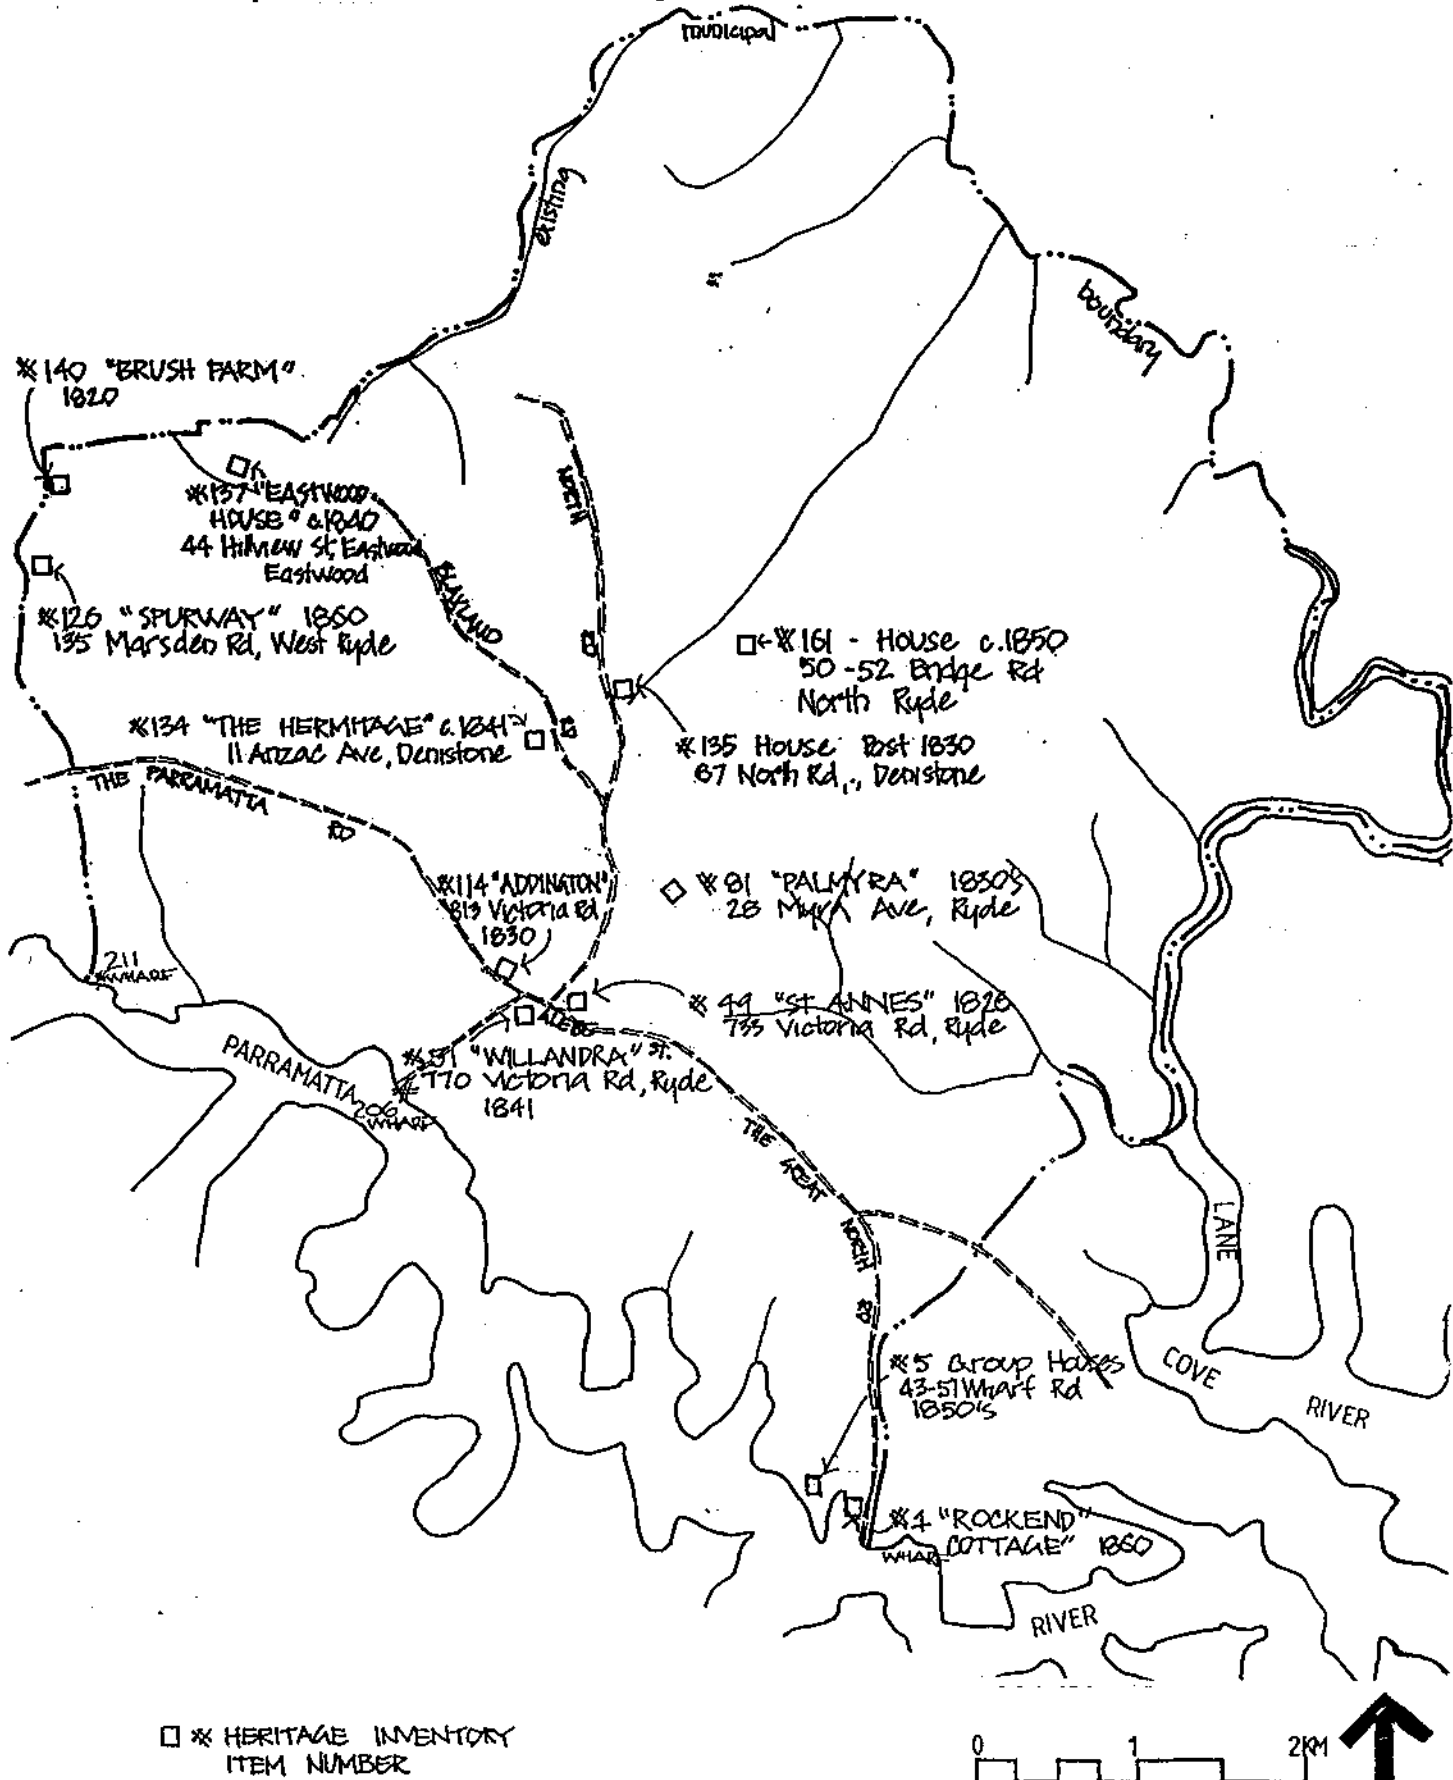 municipal
existing
boundary
※140 "BRUSH FARM"
1820
※137 "EASTWOOD
HOUSE" c.1840
44 Hillview St, Eastwood
Eastwood
※126 "SPURWAY" 1860
135 Marsden Rd, West Ryde
BLAXLAND
RD
NORTH
RD
※161 - House c.1850
50-52 Bridge Rd
North Ryde
※134 "THE HERMITAGE" c.1841
11 Anzac Ave, Denistone
※135 House Post 1830
87 North Rd., Denistone
THE PARRAMATTA
RD
※114 "ADDINGTON"
813 Victoria Rd
1830
※81 "PALMYRA" 1830's
28 Myra Ave, Ryde
211
WHARF
※49 "ST ANNES" 1826
733 Victoria Rd, Ryde
ST.
PARRAMATTA
"WILLANDRA"
770 Victoria Rd, Ryde
1841
206
WHARF
THE GREAT
NORTH
RD
LANE
COVE
RIVER
※5 Group Houses
43-51 Wharf Rd
1850's
"ROCKEND
COTTAGE" 1860
WHARF
RIVER
□ ※ HERITAGE INVENTORY
ITEM NUMBER
0 1 2KM